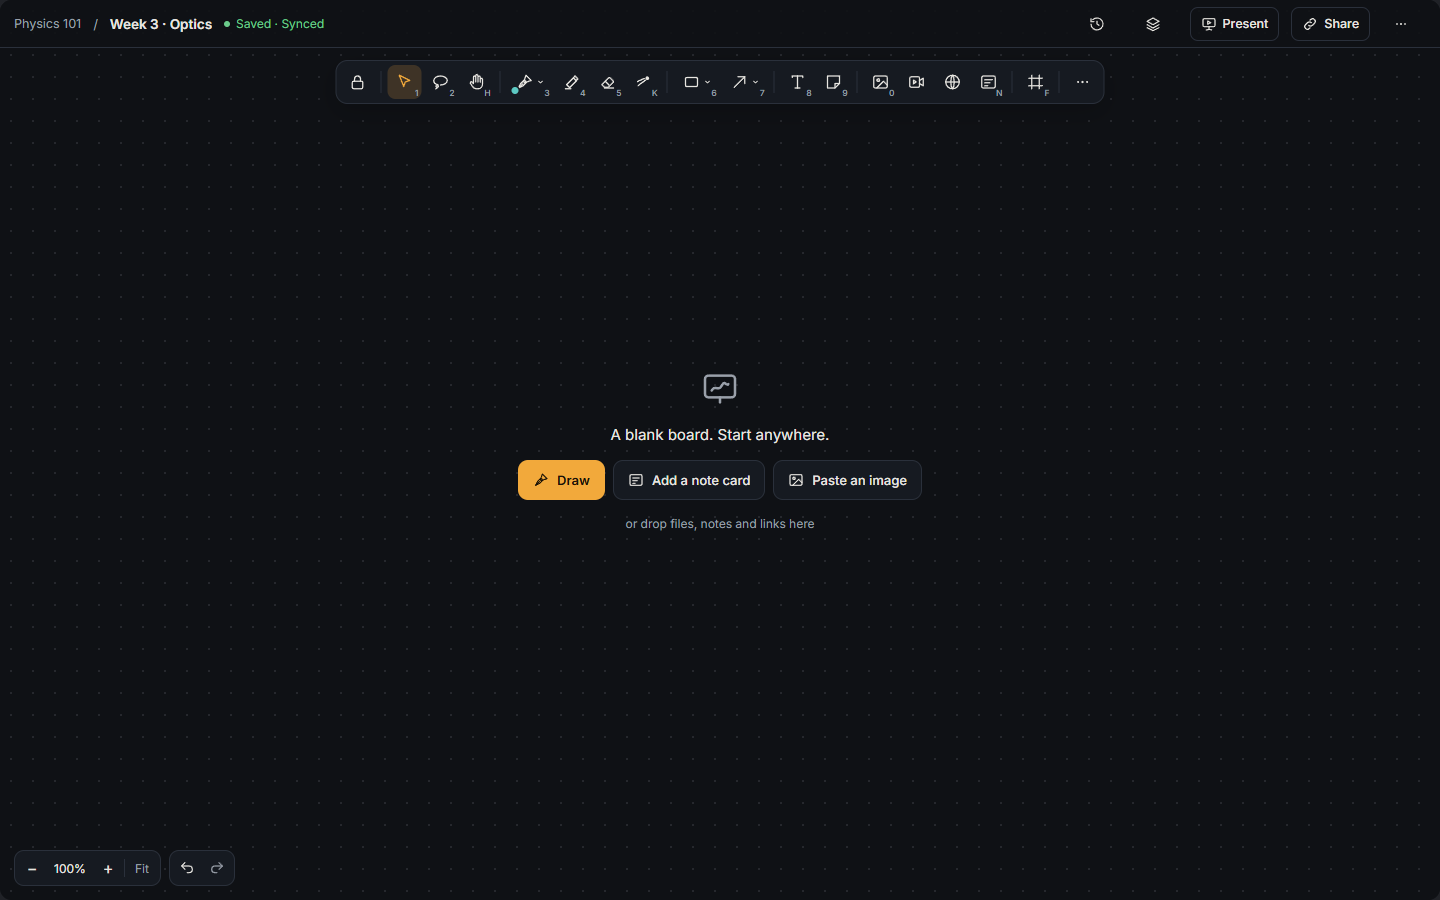 Physics 101 / Week 3 · Optics Saved · Synced Present Share
1 2 H 3 4 5 K 6 7 8 9 0 N F
A blank board. Start anywhere.
Draw Add a note card Paste an image
or drop files, notes and links here
− 100% + Fit